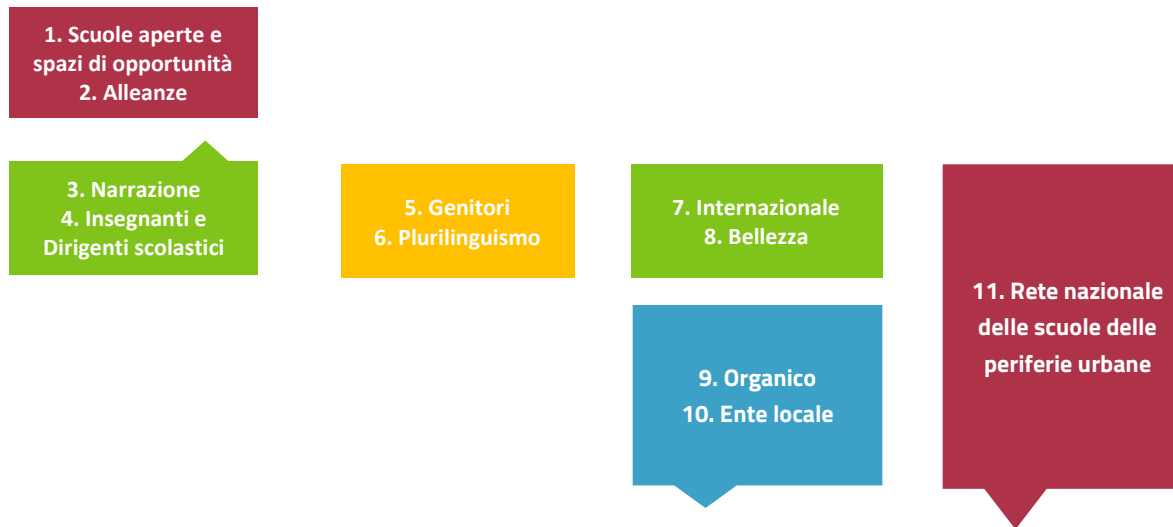 1. Scuole aperte e
spazi di opportunità
2. Alleanze
3. Narrazione
4. Insegnanti e
Dirigenti scolastici
5. Genitori
6. Plurilinguismo
7. Internazionale
8. Bellezza
9. Organico
10. Ente locale
11. Rete nazionale
delle scuole delle
periferie urbane